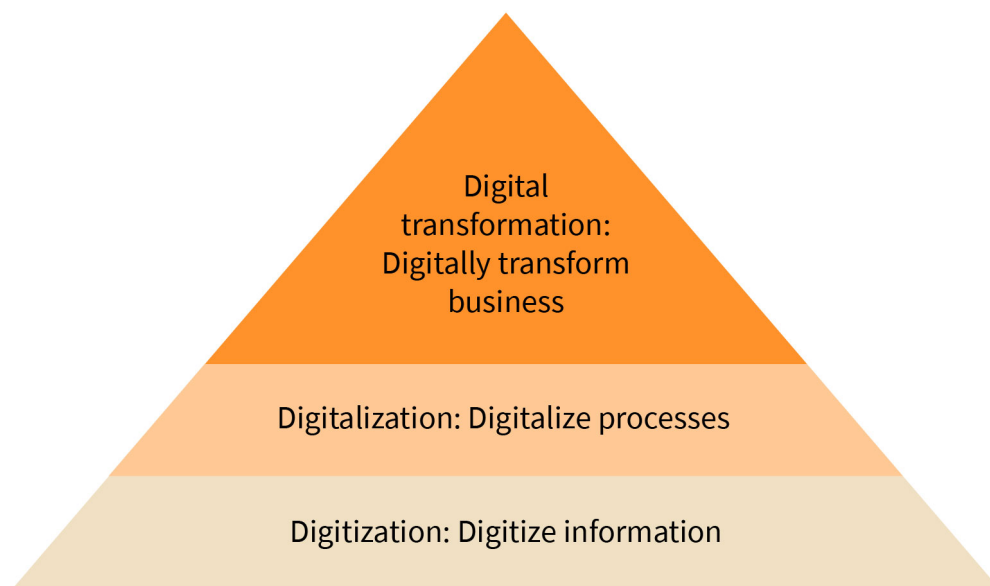 Digital
transformation:
Digitally transform
business
Digitalization: Digitalize processes
Digitization: Digitize information